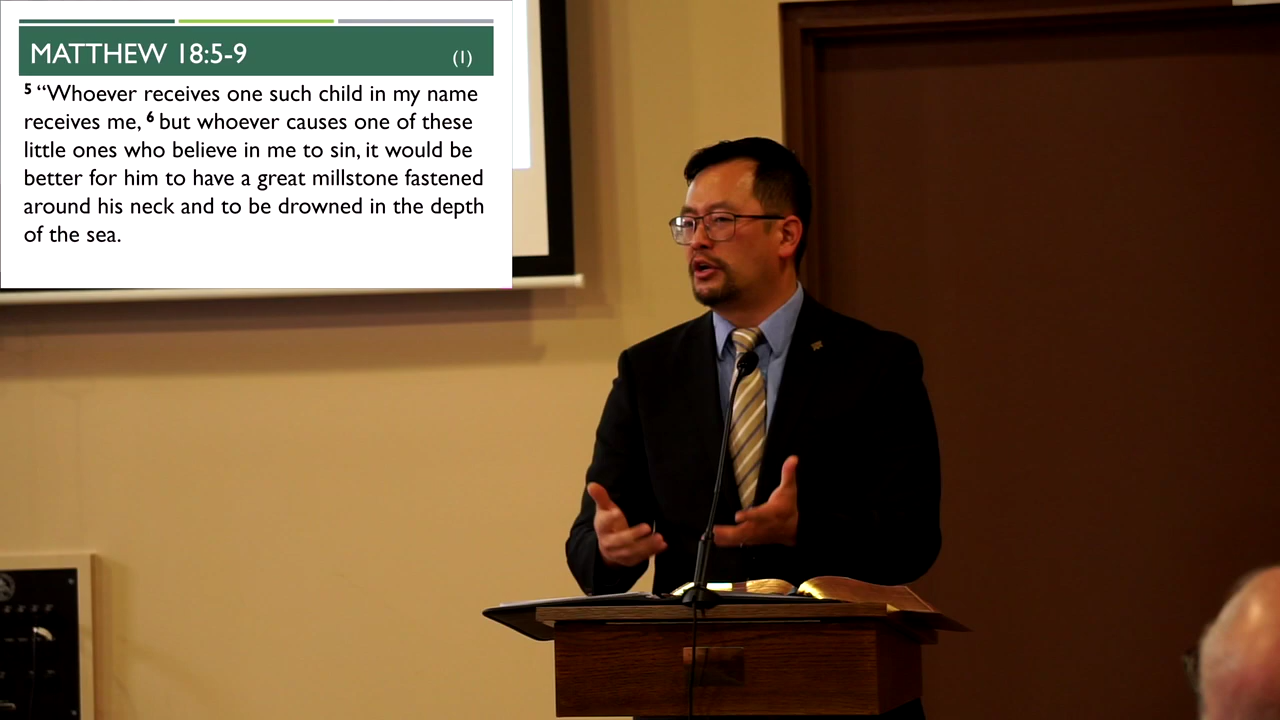 MATTHEW 18:5-9 (1)
5 “Whoever receives one such child in my name
receives me, 6 but whoever causes one of these
little ones who believe in me to sin, it would be
better for him to have a great millstone fastened
around his neck and to be drowned in the depth
of the sea.